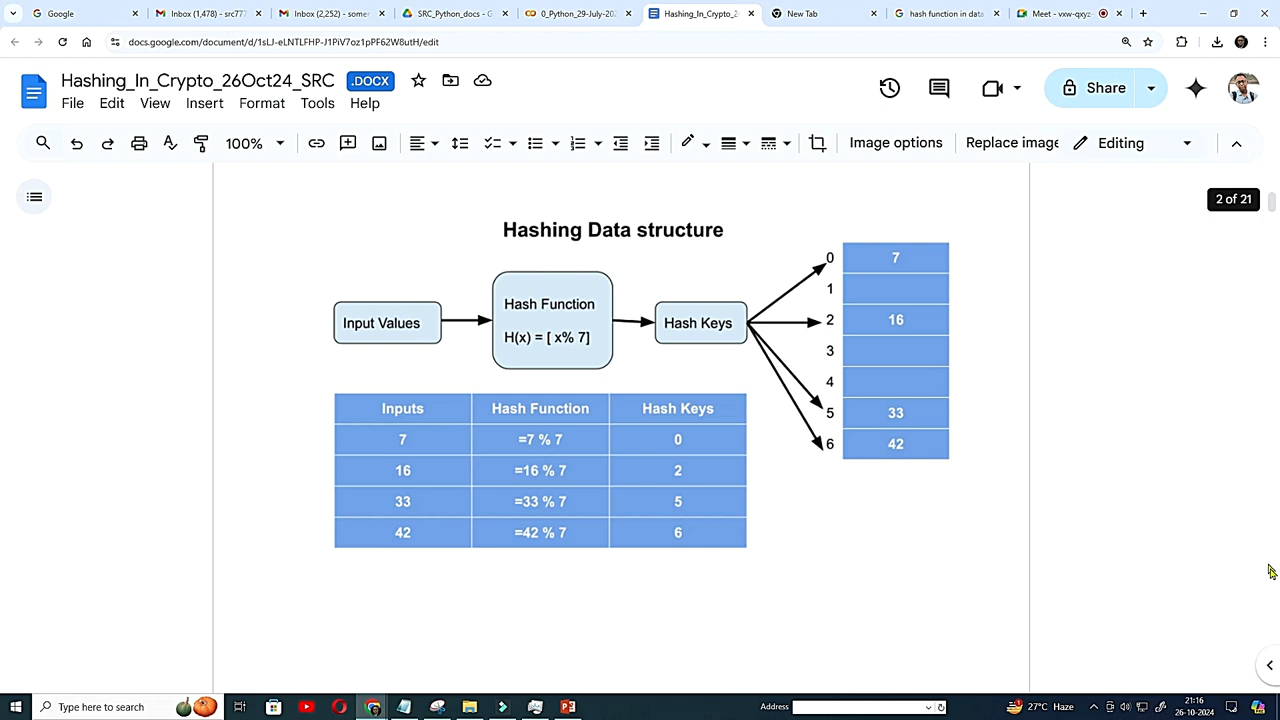 Google
Inbox (1,478) - src777
Inbox (2,252) - somen
SRC_Python_docs - G
0_Python_29-July-202
Hashing_In_Crypto_2
New Tab
hash function in data
Meet - vxw-qsyz
docs.google.com/document/d/1sLJ-eLNTLFHP-J1PiV7oz1pPF62W8utH/edit
Hashing_In_Crypto_26Oct24_SRC .DOCX
Share
File Edit View Insert Format Tools Help
100% Image options Replace image Editing
2 of 21
Hashing Data structure
Input Values
Hash Function
H(x) = [ x% 7]
Hash Keys
0 7
1
2 16
3
4
5 33
6 42
Inputs Hash Function Hash Keys
7 =7 % 7 0
16 =16 % 7 2
33 =33 % 7 5
42 =42 % 7 6
Type here to search
Address
27°C Haze
21:16
26-10-2024